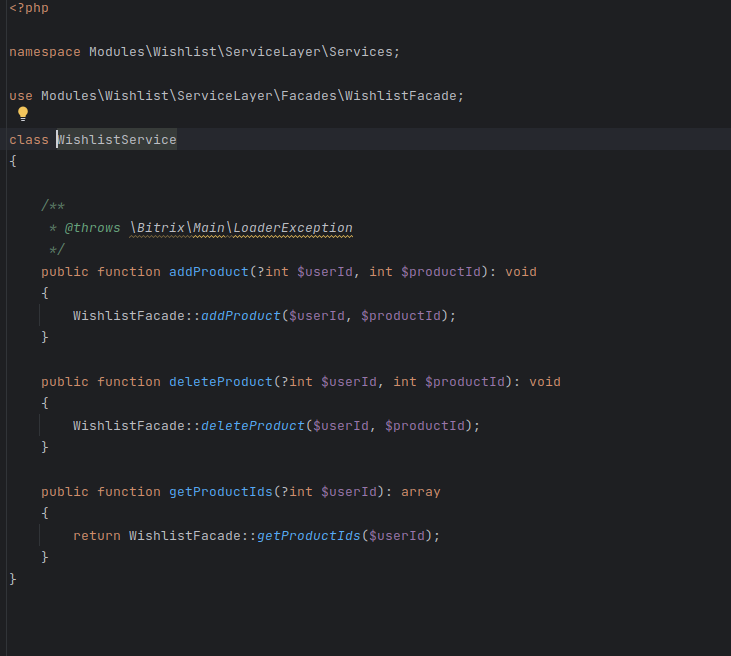 <?php
namespace Modules\Wishlist\ServiceLayer\Services;
use Modules\Wishlist\ServiceLayer\Facades\WishlistFacade;
class WishlistService
{
/**
* @throws \Bitrix\Main\LoaderException
*/
public function addProduct(?int $userId, int $productId): void
{
WishlistFacade::addProduct($userId, $productId);
}
public function deleteProduct(?int $userId, int $productId): void
{
WishlistFacade::deleteProduct($userId, $productId);
}
public function getProductIds(?int $userId): array
{
return WishlistFacade::getProductIds($userId);
}
}